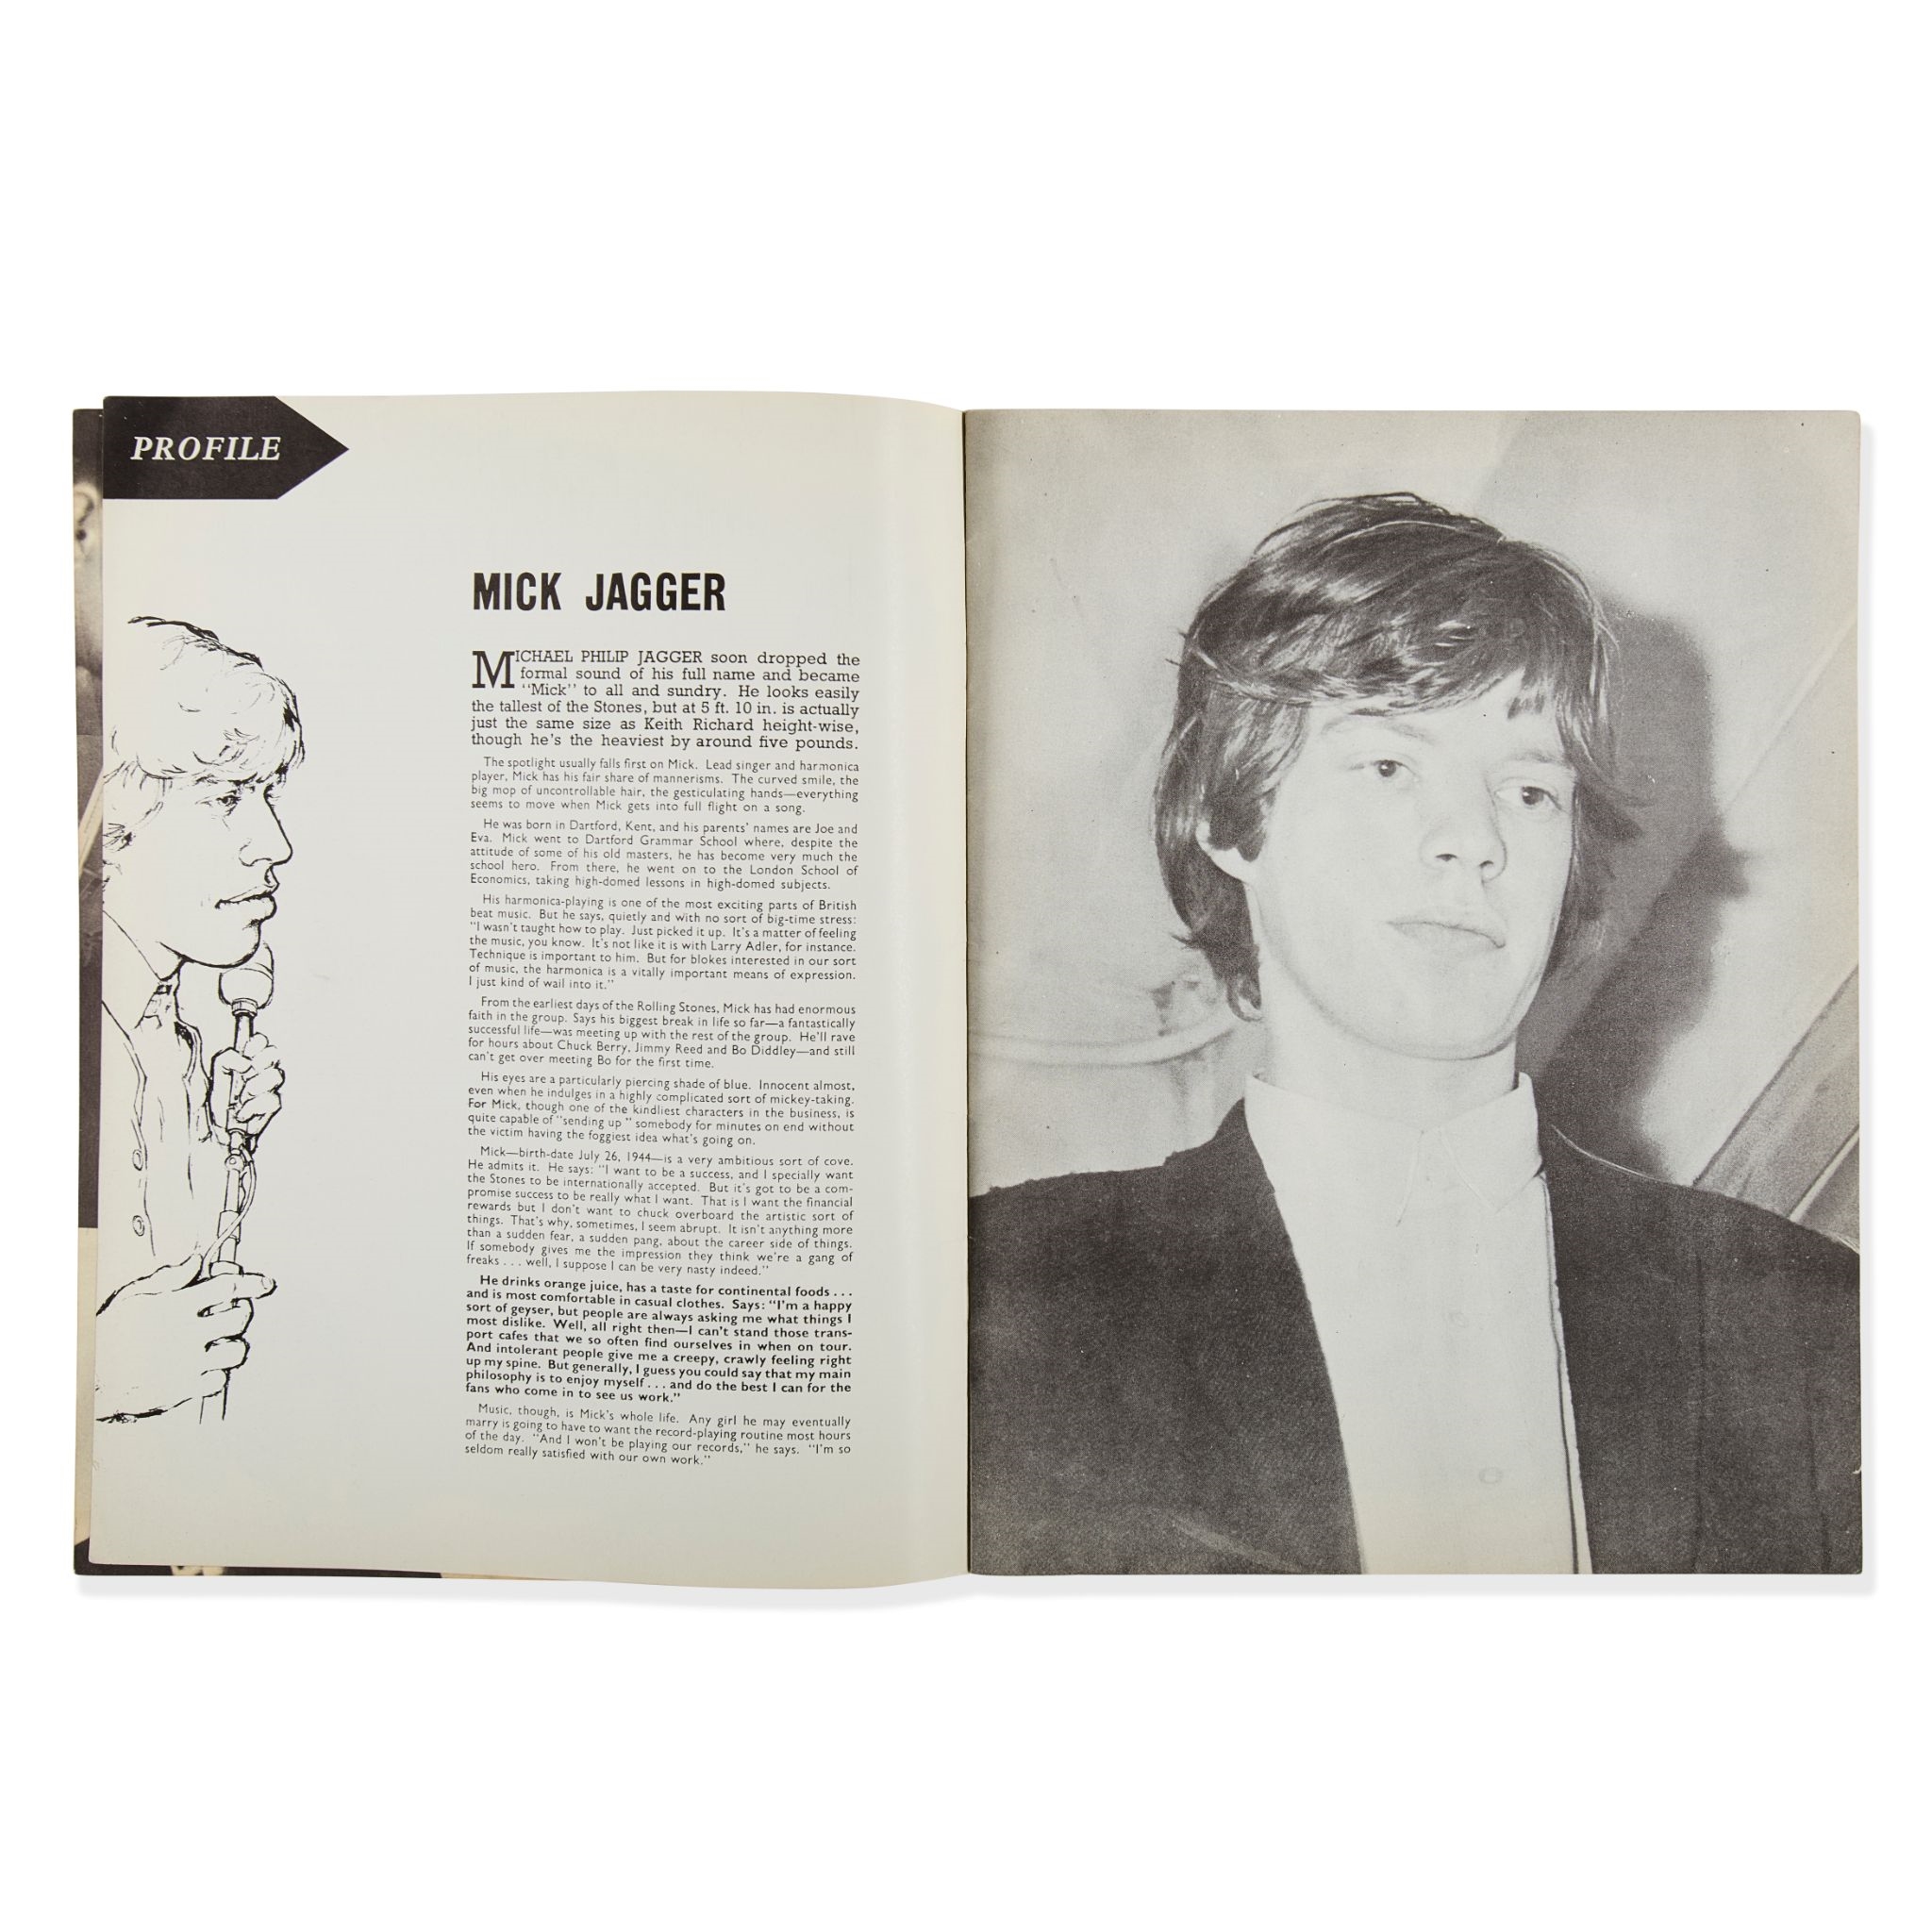 PROFILE
MICK JAGGER
MICHAEL PHILIP JAGGER soon dropped the
formal sound of his full name and became
"Mick" to all and sundry. He looks easily
the tallest of the Stones, but at 5 ft. 10 in. is actually
just the same size as Keith Richard height-wise,
though he's the heaviest by around five pounds.
The spotlight usually falls first on Mick. Lead singer and harmonica
player, Mick has his fair share of mannerisms. The curved smile, the
big mop of uncontrollable hair, the gesticulating hands—everything
seems to move when Mick gets into full flight on a song.
He was born in Dartford, Kent, and his parents' names are Joe and
Eva. Mick went to Dartford Grammar School where, despite the
attitude of some of his old masters, he has become very much the
school hero. From there, he went on to the London School of
Economics, taking high-domed lessons in high-domed subjects.
His harmonica-playing is one of the most exciting parts of British
beat music. But he says, quietly and with no sort of big-time stress:
"I wasn't taught how to play. Just picked it up. It's a matter of feeling
the music, you know. It's not like it is with Larry Adler, for instance.
Technique is important to him. But for blokes interested in our sort
of music, the harmonica is a vitally important means of expression.
I just kind of wail into it."
From the earliest days of the Rolling Stones, Mick has had enormous
faith in the group. Says his biggest break in life so far—a fantastically
successful life—was meeting up with the rest of the group. He'll rave
for hours about Chuck Berry, Jimmy Reed and Bo Diddley—and still
can't get over meeting Bo for the first time.
His eyes are a particularly piercing shade of blue. Innocent almost,
even when he indulges in a highly complicated sort of mickey-taking.
For Mick, though one of the kindliest characters in the business, is
quite capable of "sending up" somebody for minutes on end without
the victim having the foggiest idea what's going on.
Mick—birth-date July 26, 1944—is a very ambitious sort of cove.
He admits it. He says: "I want to be a success, and I specially want
the Stones to be internationally accepted. But it's got to be a com-
promise success to be really what I want. That is I want the financial
rewards but I don't want to chuck overboard the artistic sort of
things. That's why, sometimes, I seem abrupt. It isn't anything more
than a sudden fear, a sudden pang, about the career side of things.
If somebody gives me the impression they think we're a gang of
freaks . . . well, I suppose I can be very nasty indeed."
He drinks orange juice, has a taste for continental foods . . .
and is most comfortable in casual clothes. Says: "I'm a happy
sort of geyser, but people are always asking me what things I
most dislike. Well, all right then—I can't stand those trans-
port cafes that we so often find ourselves in when on tour.
And intolerant people give me a creepy, crawly feeling right
up my spine. But generally, I guess you could say that my main
philosophy is to enjoy myself . . . and do the best I can for the
fans who come in to see us work."
Music, though, is Mick's whole life. Any girl he may eventually
marry is going to have to want the record-playing routine most hours
of the day. "And I won't be playing our records," he says. "I'm so
seldom really satisfied with our own work."